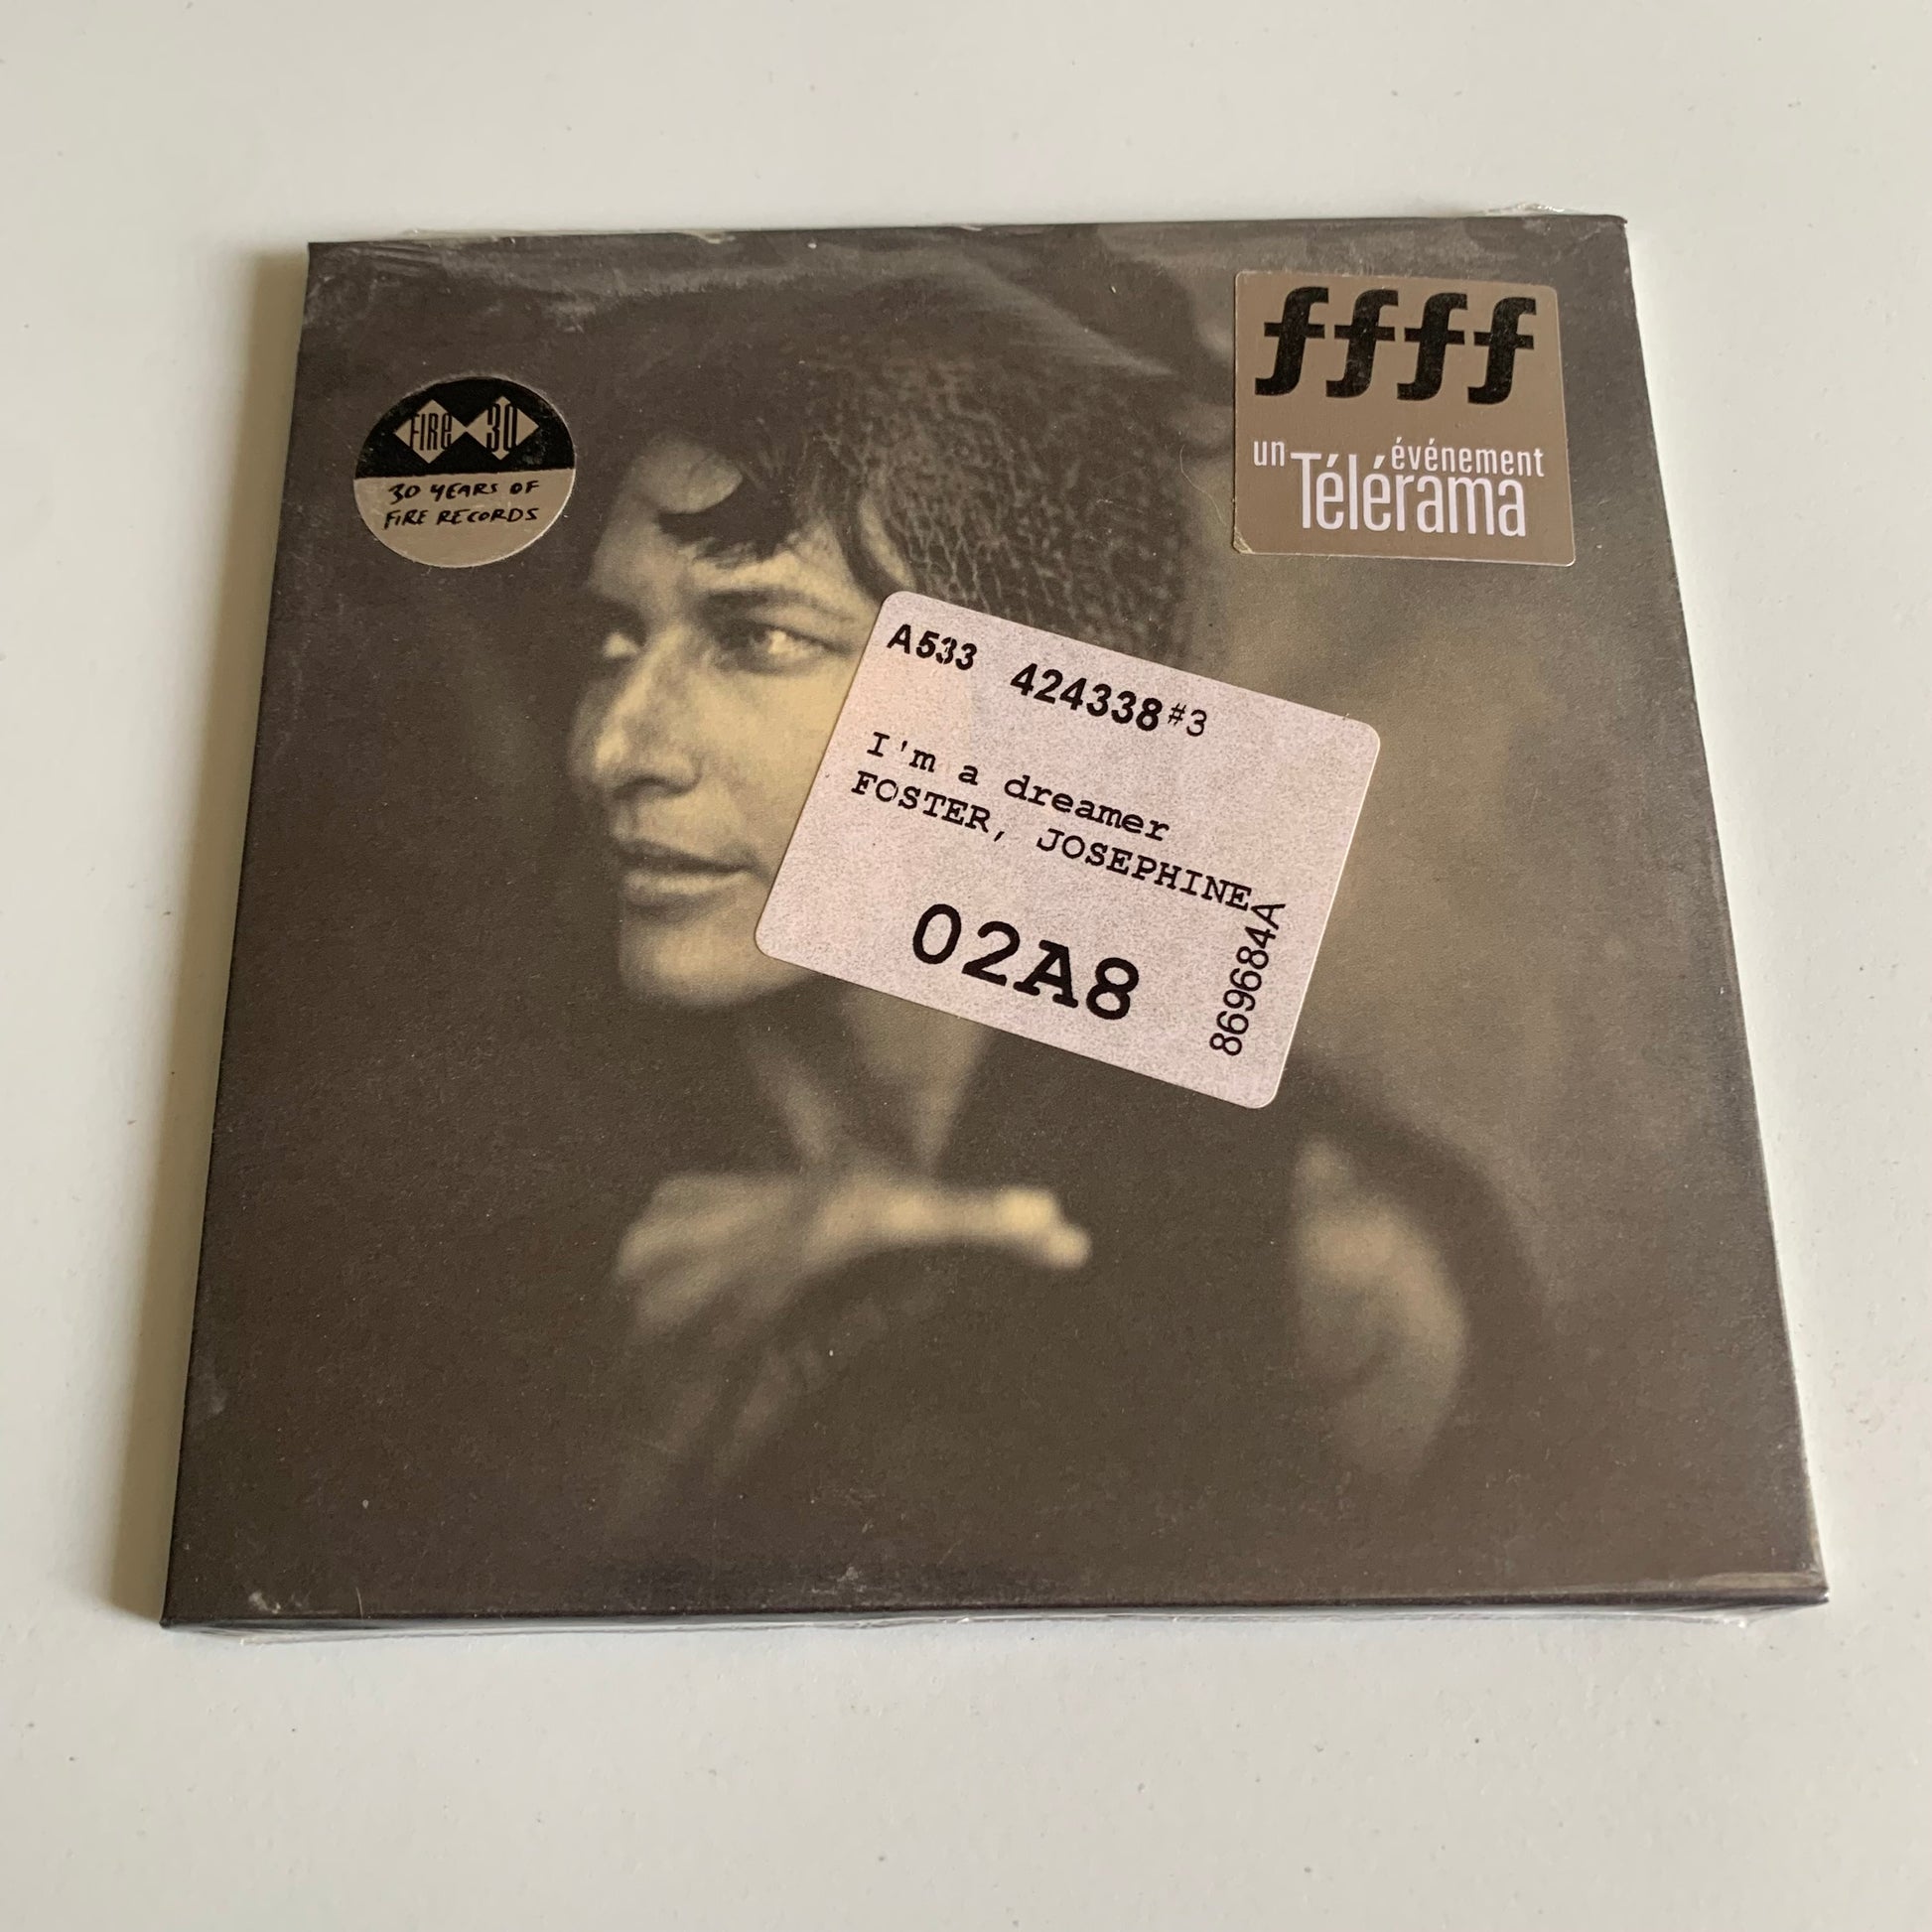 FIRE 30
30 YEARS OF
FIRE RECORDS
ffff
un événement
Télérama
A533 424338#3
I'm a dreamer
FOSTER, JOSEPHINE
02A8
869684A